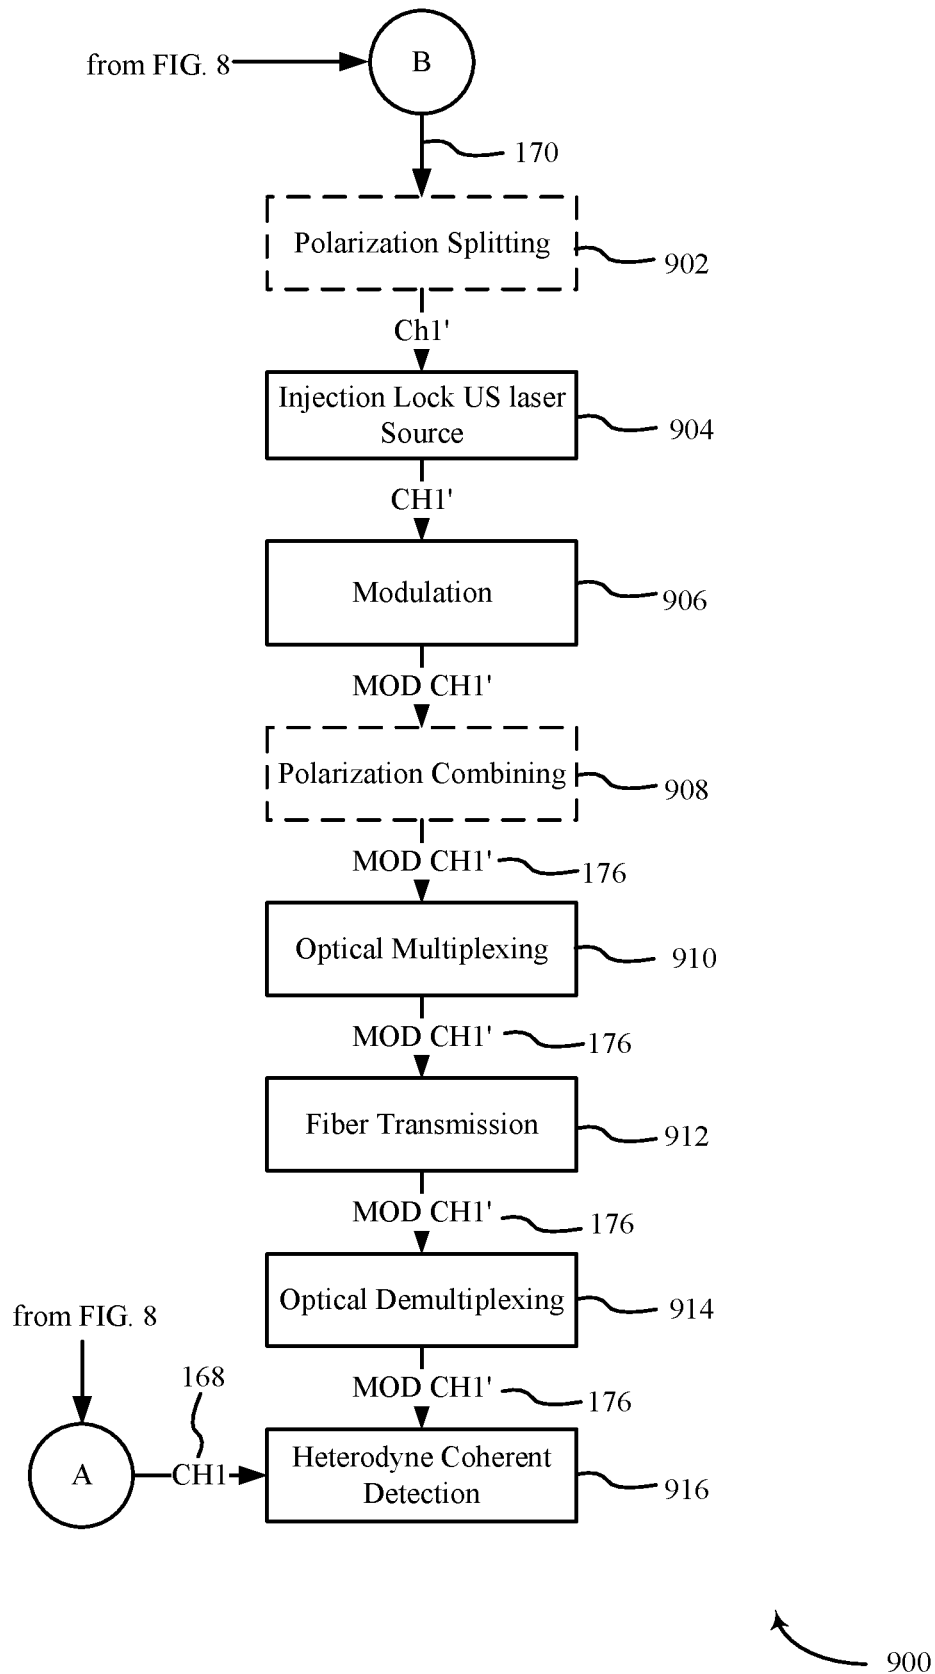 B
from FIG. 8
170
Polarization Splitting
902
Ch1'
Injection Lock US laser
Source
904
CH1'
Modulation
906
MOD CH1'
Polarization Combining
908
MOD CH1'
176
Optical Multiplexing
910
MOD CH1'
176
Fiber Transmission
912
MOD CH1'
176
Optical Demultiplexing
914
from FIG. 8
168
MOD CH1'
176
A
CH1
Heterodyne Coherent
Detection
916
900